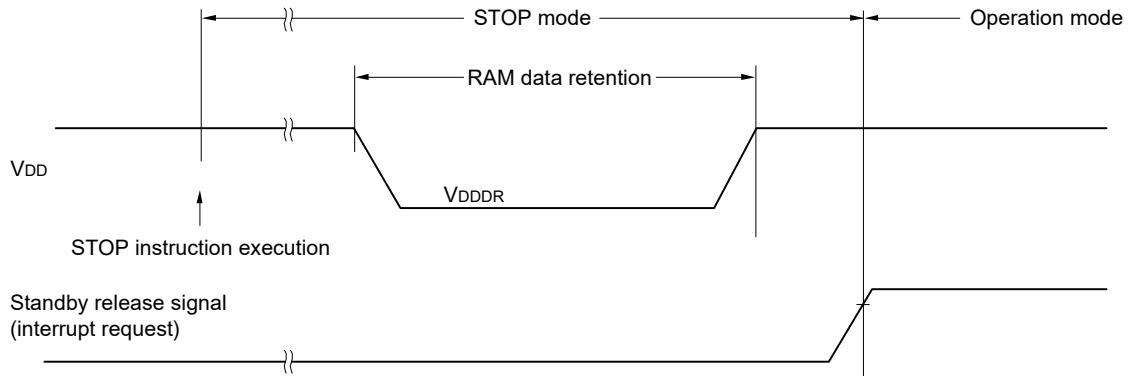 STOP mode
Operation mode
RAM data retention
VDD
VDDDR
STOP instruction execution
Standby release signal
(interrupt request)